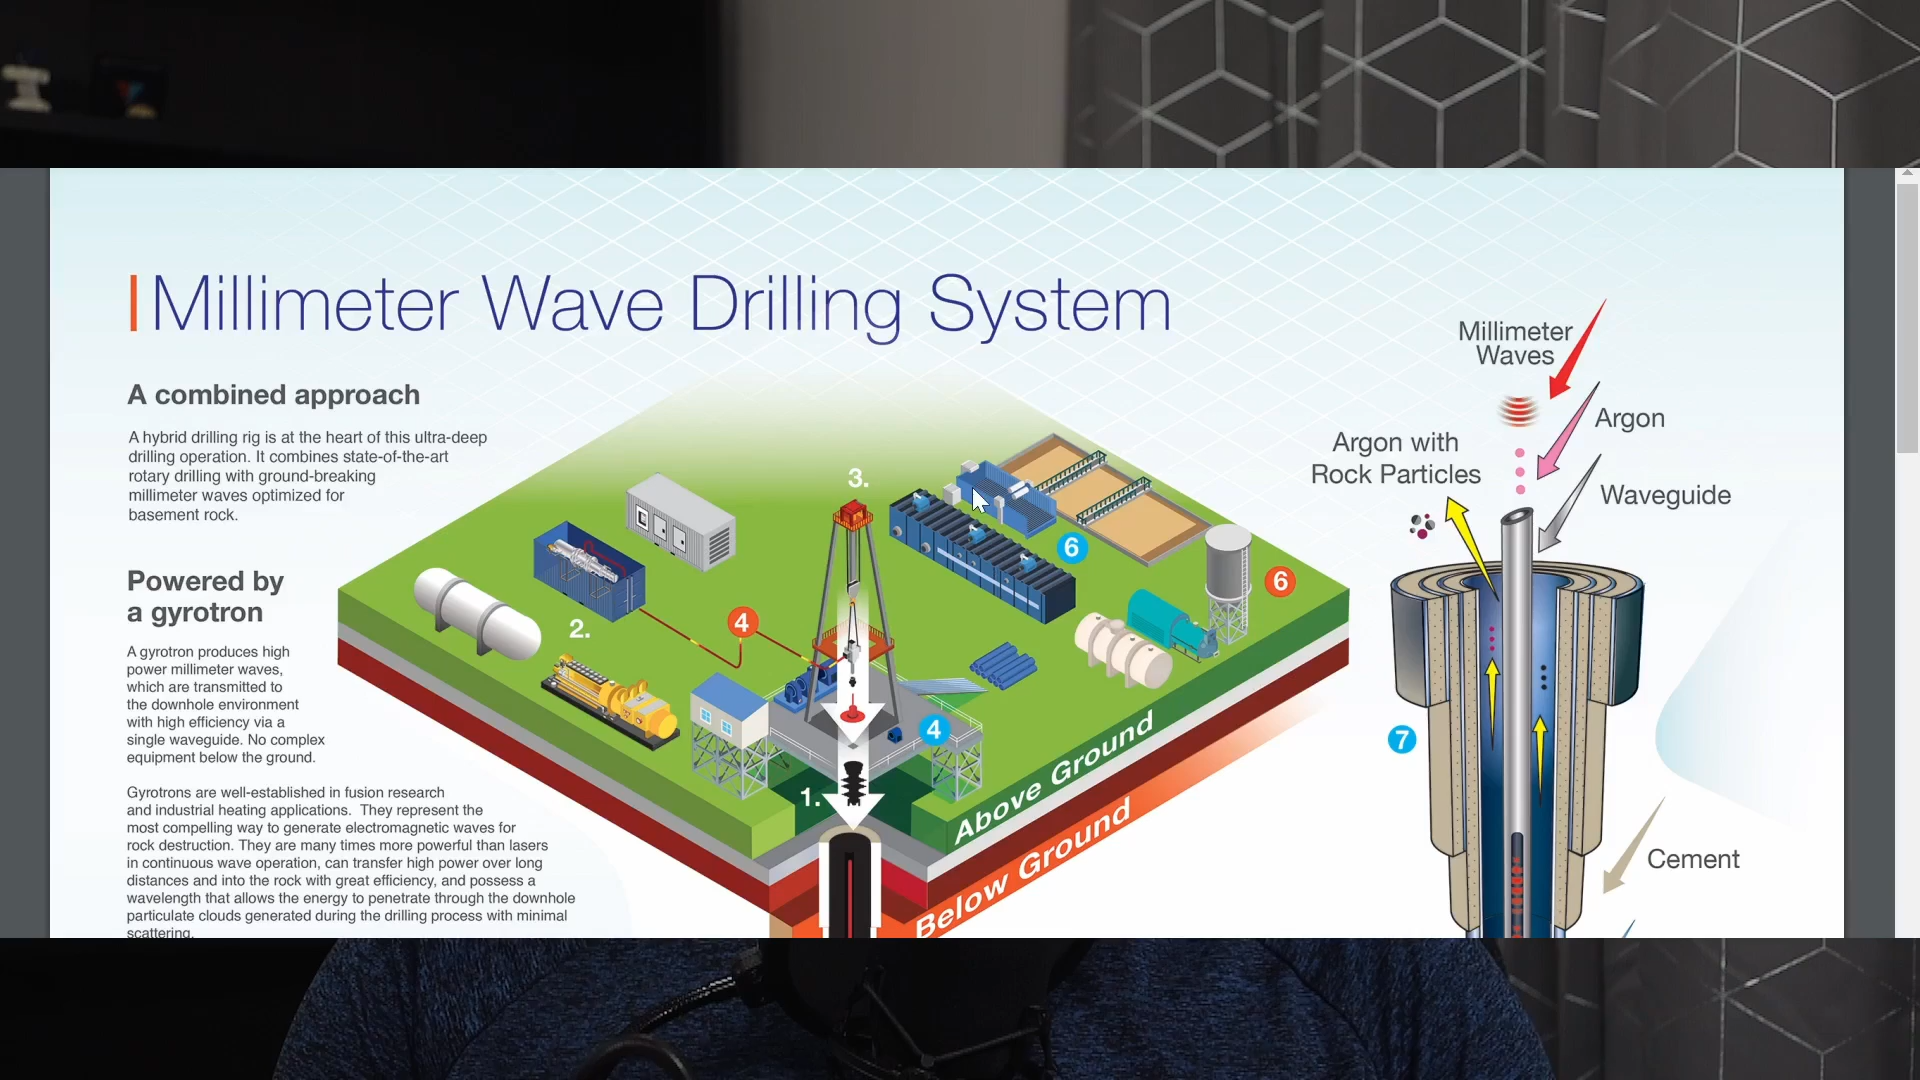 Millimeter Wave Drilling System
A combined approach
A hybrid drilling rig is at the heart of this ultra-deep
drilling operation. It combines state-of-the-art
rotary drilling with ground-breaking
millimeter waves optimized for
basement rock.
Powered by
a gyrotron
A gyrotron produces high
power millimeter waves,
which are transmitted to
the downhole environment
with high efficiency via a
single waveguide. No complex
equipment below the ground.
Gyrotrons are well-established in fusion research
and industrial heating applications. They represent the
most compelling way to generate electromagnetic waves for
rock destruction. They are many times more powerful than lasers
in continuous wave operation, can transfer high power over long
distances and into the rock with great efficiency, and possess a
wavelength that allows the energy to penetrate through the downhole
particulate clouds generated during the drilling process with minimal
scattering.
3.
6
6
2.
4
4
1.
Above Ground
Below Ground
Millimeter
Waves
Argon
Argon with
Rock Particles
Waveguide
7
Cement